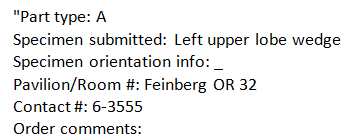 "Part type: A
Specimen submitted: Left upper lobe wedge
Specimen orientation info: _
Pavilion/Room #: Feinberg OR 32
Contact #: 6-3555
Order comments: